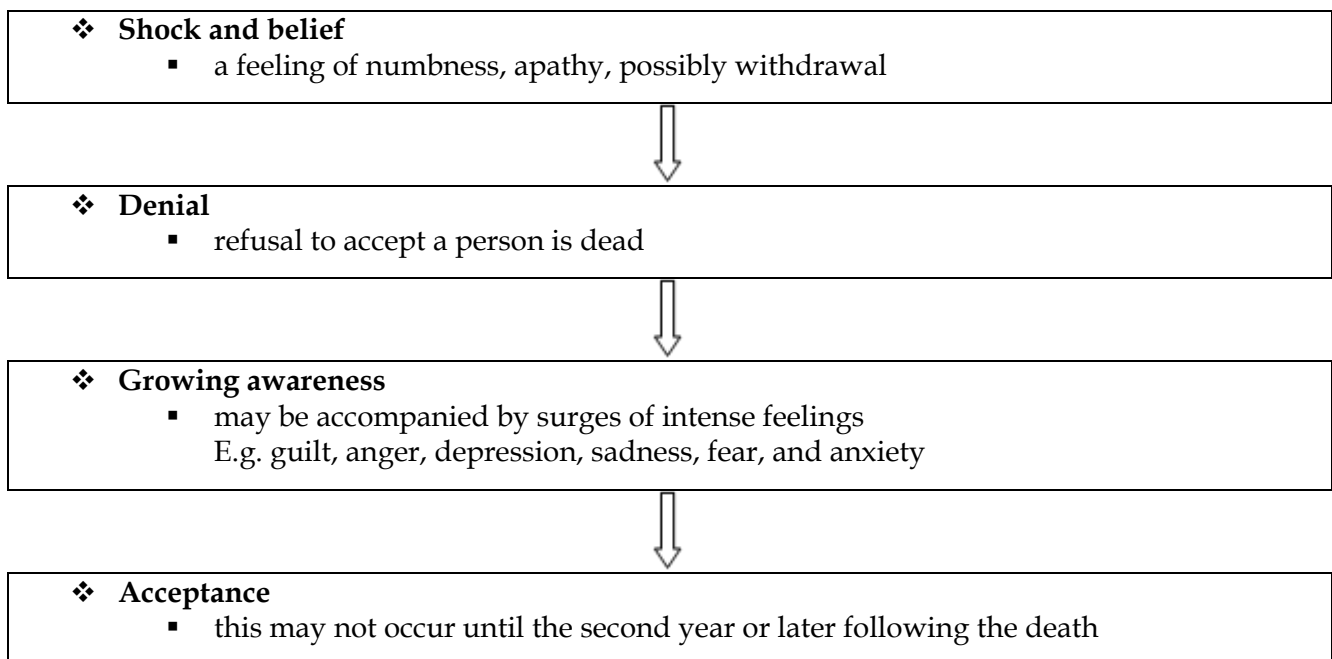 ❖ Shock and belief
▪ a feeling of numbness, apathy, possibly withdrawal
❖ Denial
▪ refusal to accept a person is dead
❖ Growing awareness
▪ may be accompanied by surges of intense feelings
E.g. guilt, anger, depression, sadness, fear, and anxiety
❖ Acceptance
▪ this may not occur until the second year or later following the death